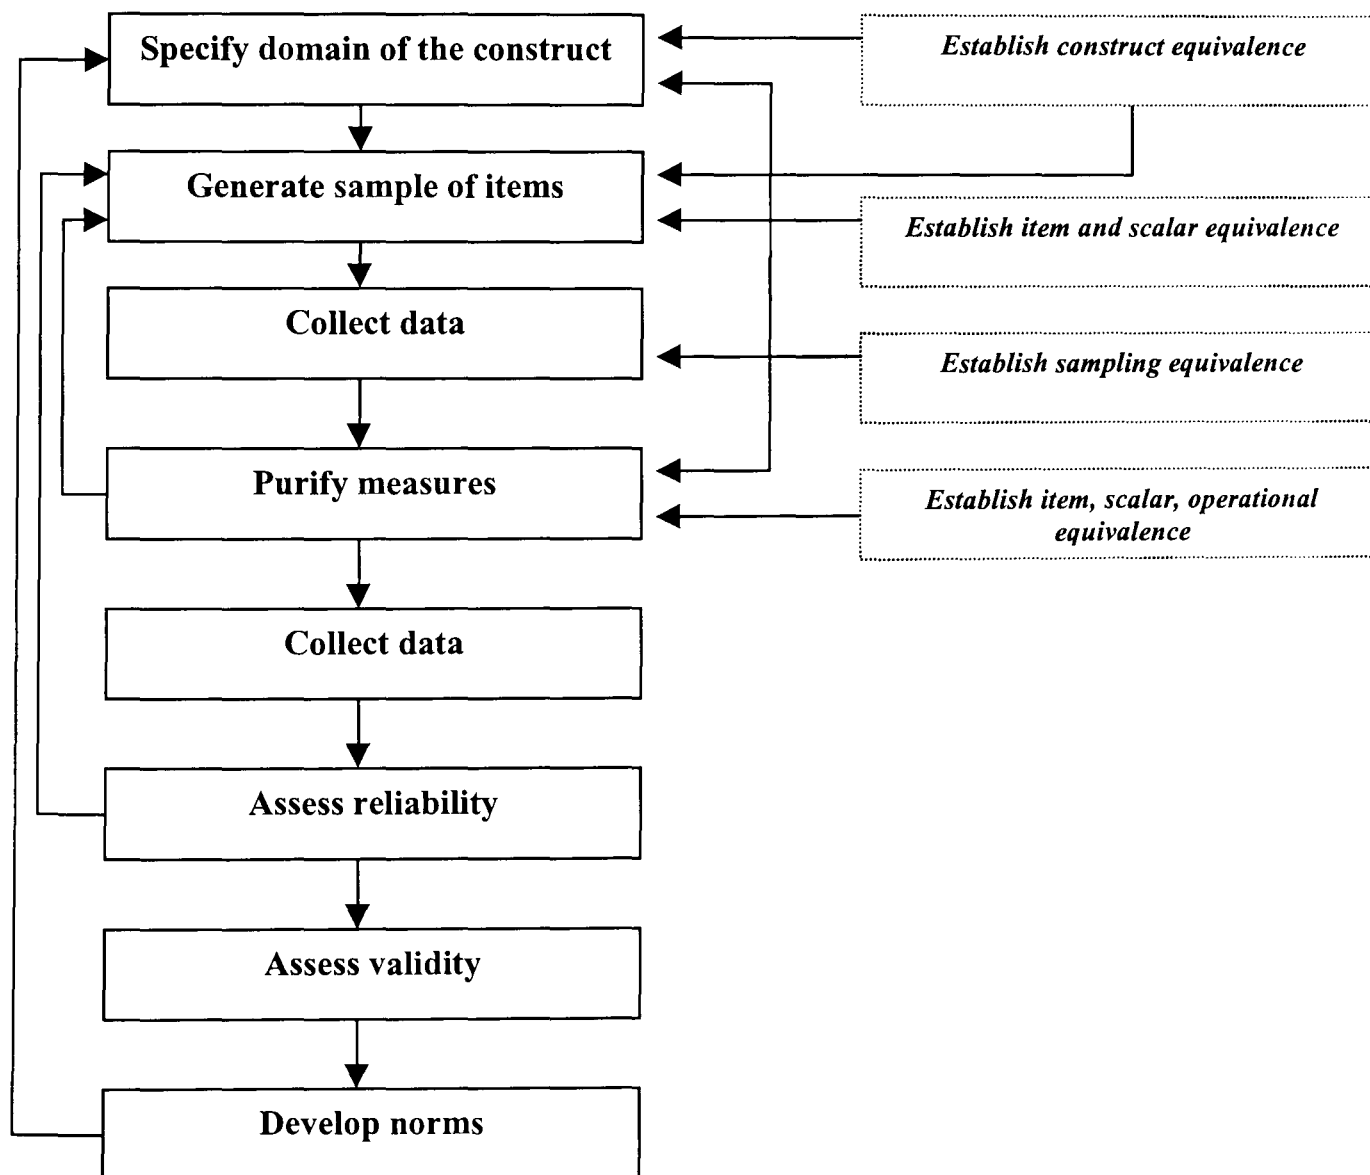 Specify domain of the construct
Establish construct equivalence
Generate sample of items
Establish item and scalar equivalence
Collect data
Establish sampling equivalence
Purify measures
Establish item, scalar, operational
equivalence
Collect data
Assess reliability
Assess validity
Develop norms